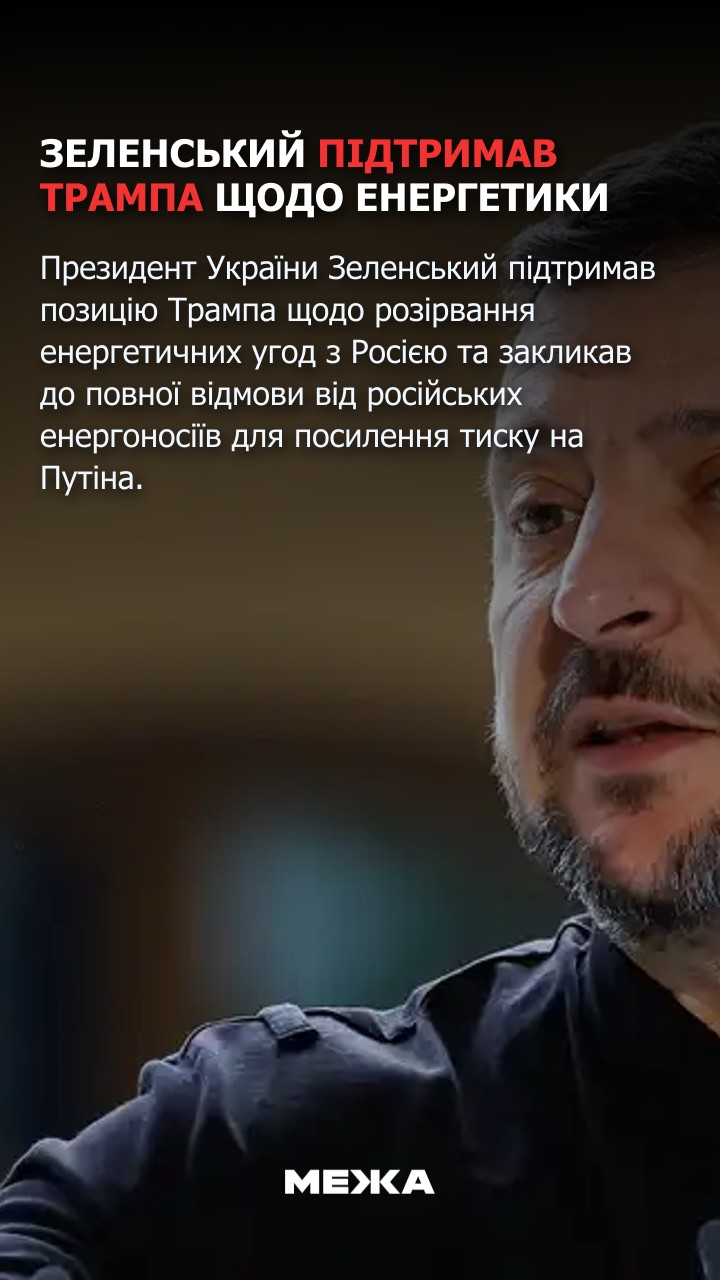 ЗЕЛЕНСЬКИЙ ПІДТРИМАВ
ТРАМПА ЩОДО ЕНЕРГЕТИКИ
Президент України Зеленський підтримав
позицію Трампа щодо розірвання
енергетичних угод з Росією та закликав
до повної відмови від російських
енергоносіїв для посилення тиску на
Путіна.
МЕЖА